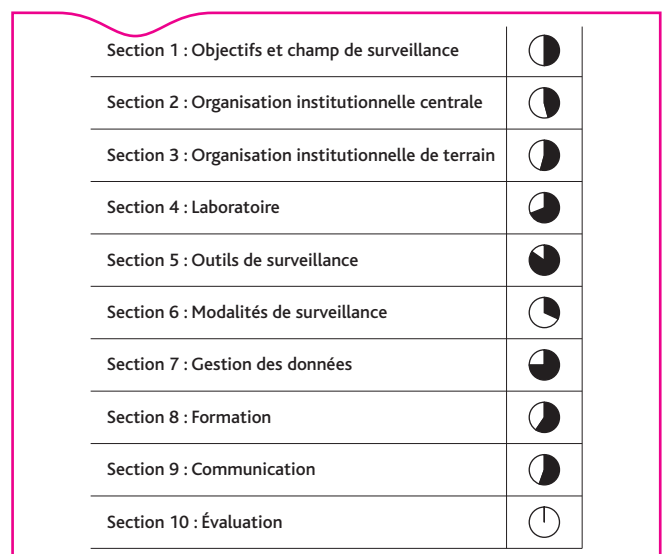 Section 1 : Objectifs et champ de surveillance
Section 2 : Organisation institutionnelle centrale
Section 3 : Organisation institutionnelle de terrain
Section 4 : Laboratoire
Section 5 : Outils de surveillance
Section 6 : Modalités de surveillance
Section 7 : Gestion des données
Section 8 : Formation
Section 9 : Communication
Section 10 : Évaluation